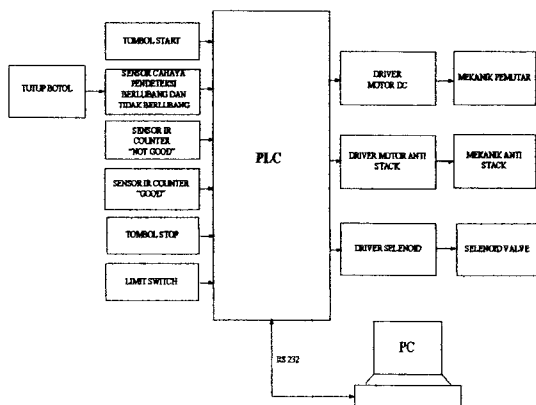 TOMBOL START
TUTUP BOTOL
SENSOR CAHAYA
PENDETEKSI
BERLUBANG DAN
TIDAK BERLUBANG
SENSOR IR
COUNTER
"NOT GOOD"
SENSOR IR COUNTER
"GOOD"
TOMBOL STOP
LIMIT SWITCH
PLC
DRIVER
MOTOR DC
MEKANIK PEMUTAR
DRIVER MOTOR ANTI
STACK
MEKANIK ANTI
STACK
DRIVER SELENOID
SELENOID VALVE
RS 232
PC